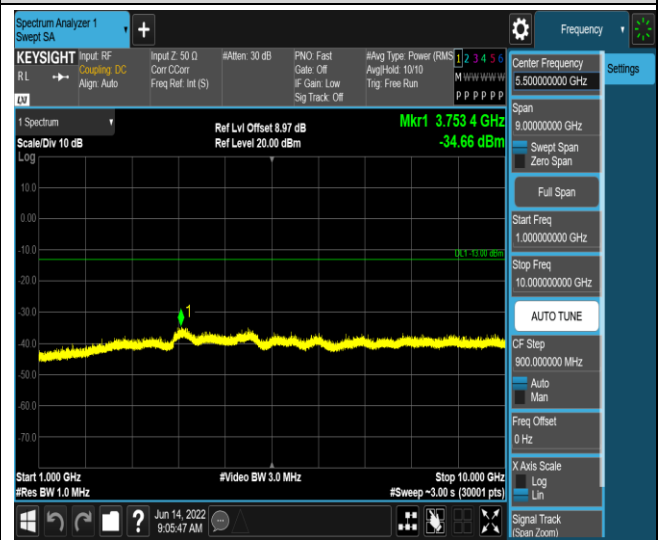 Spectrum Analyzer 1
Swept SA
Frequency
KEYSIGHT
RL
LXI
Input: RF
Coupling: DC
Align: Auto
Input Z: 50 Ω
Corr CCorr
Freq Ref: Int (S)
#Atten: 30 dB
PNO: Fast
Gate: Off
IF Gain: Low
Sig Track: Off
#Avg Type: Power (RMS
Avg|Hold: 10/10
Trig: Free Run
1 2 3 4 5 6
M W W W W W
P P P P P P
1 Spectrum
Scale/Div 10 dB
Log
Ref Lvl Offset 8.97 dB
Ref Level 20.00 dBm
Mkr1 3.753 4 GHz
-34.66 dBm
10.0
0.00
-10.0
DL1 -13.00 dBm
-20.0
-30.0
1
-40.0
-50.0
-60.0
-70.0
Start 1.000 GHz
#Res BW 1.0 MHz
#Video BW 3.0 MHz
Stop 10.000 GHz
#Sweep ~3.00 s (30001 pts)
?
Jun 14, 2022
9:05:47 AM
Center Frequency
5.500000000 GHz
Settings
Span
9.00000000 GHz
Swept Span
Zero Span
Full Span
Start Freq
1.000000000 GHz
Stop Freq
10.000000000 GHz
AUTO TUNE
CF Step
900.000000 MHz
Auto
Man
Freq Offset
0 Hz
X Axis Scale
Log
Lin
Signal Track
(Span Zoom)